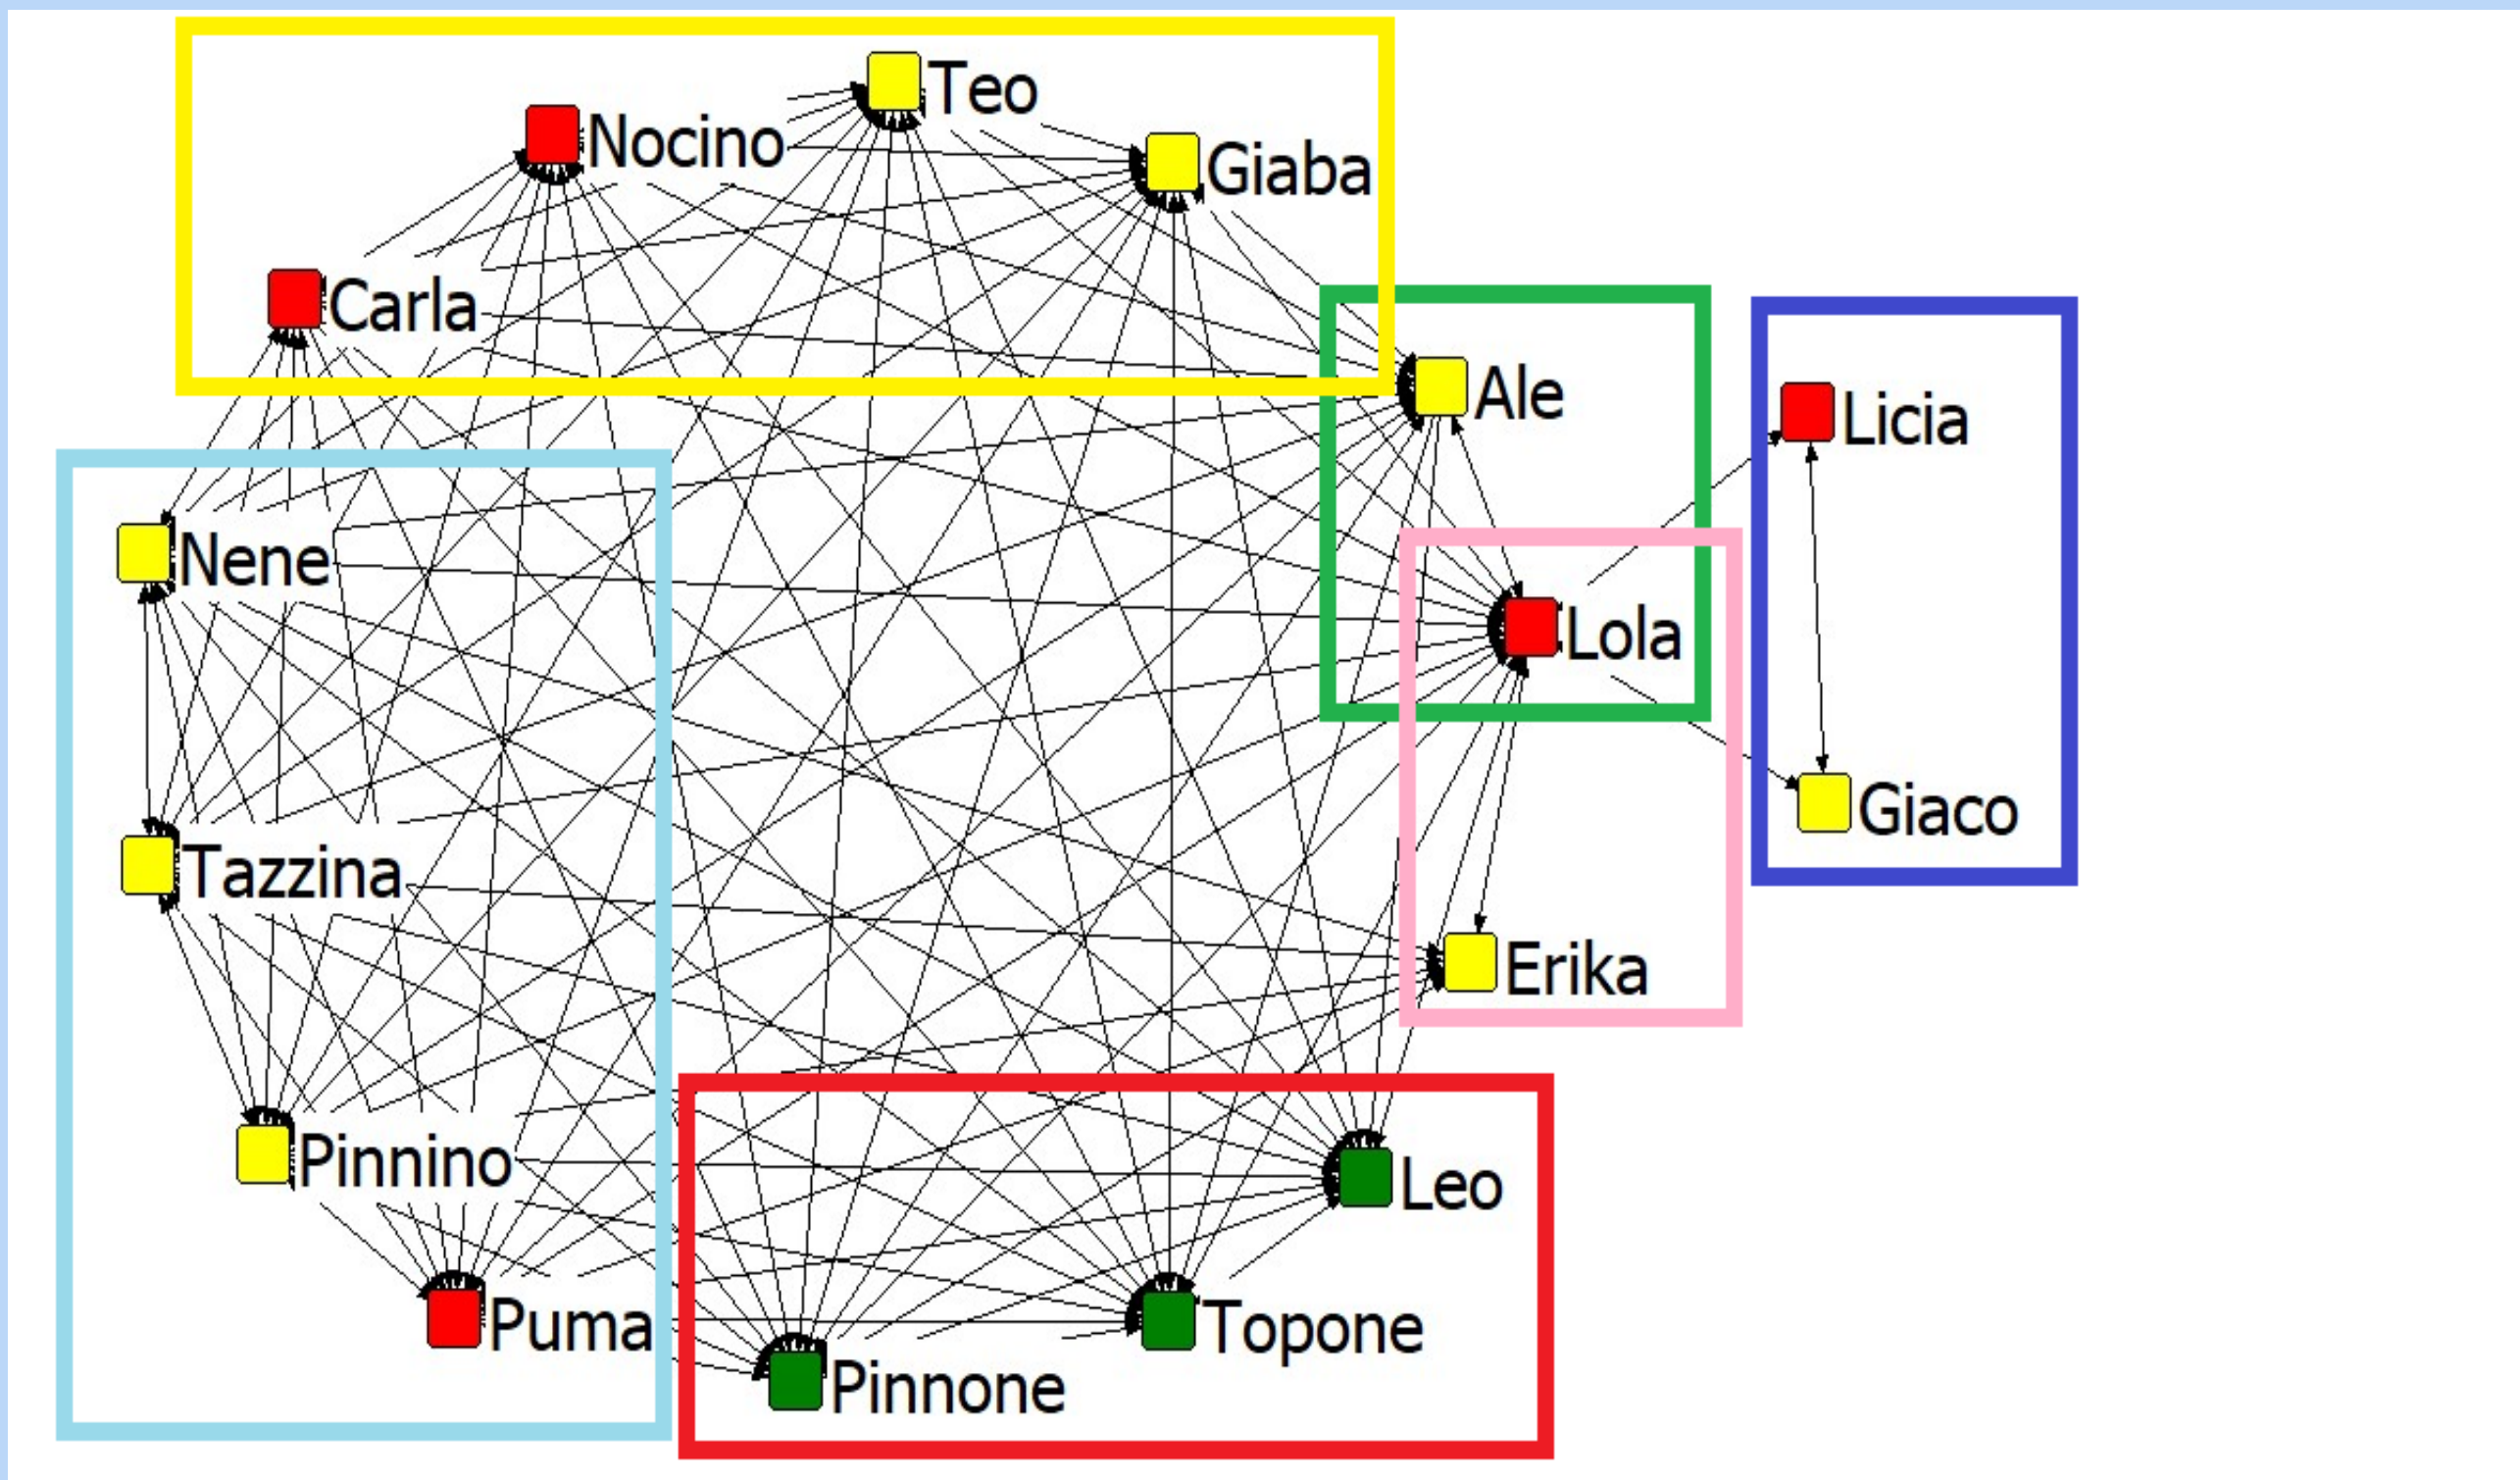 Teo
Nocino
Giaba
Carla
Ale
Licia
Nene
Lola
Giaco
Tazzina
Erika
Pinnino
Leo
Puma
Topone
Pinnone